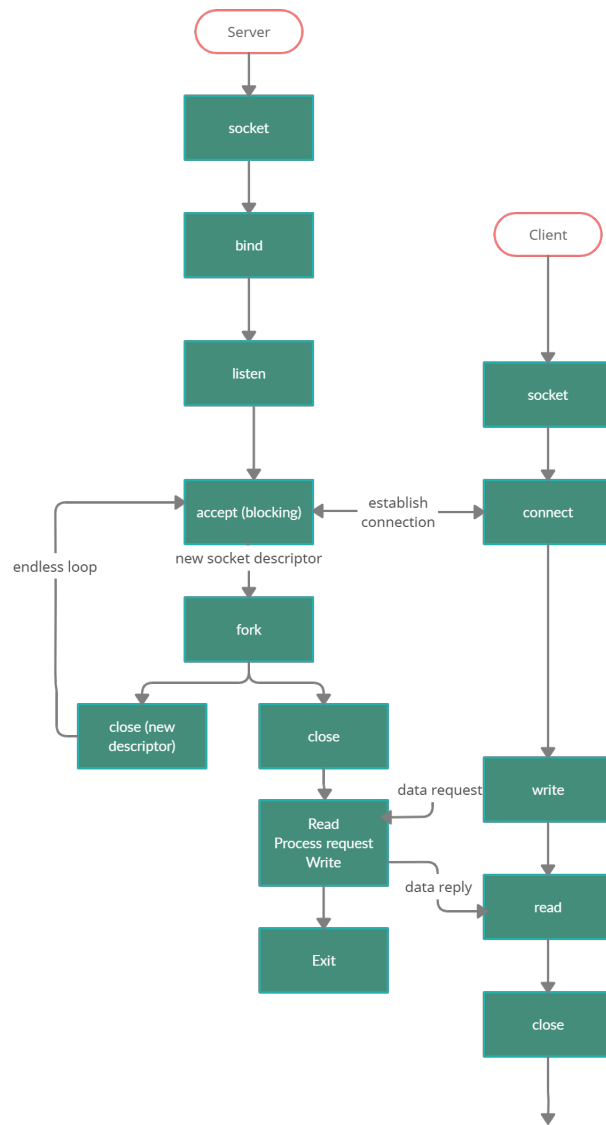 Server
socket
bind
Client
listen
socket
accept (blocking)
establish
connection
connect
new socket descriptor
endless loop
fork
close (new
descriptor)
close
data request
write
Read
Process request
Write
data reply
read
Exit
close